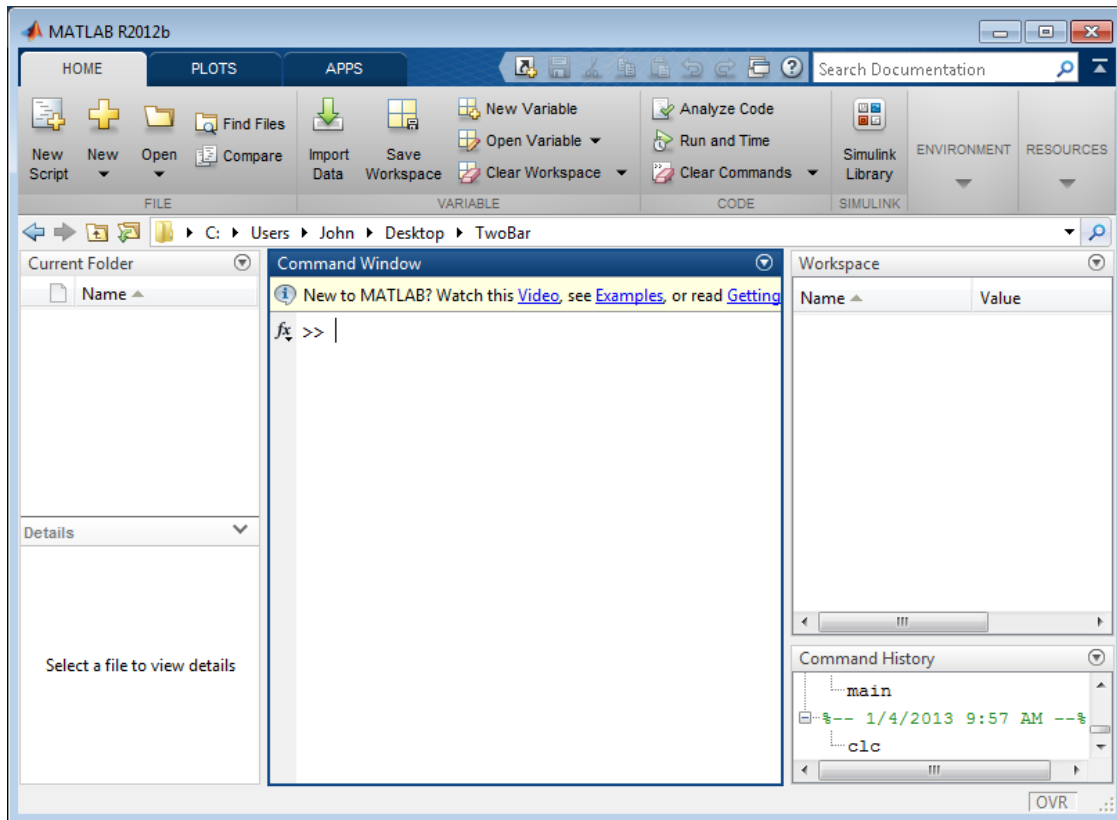 MATLAB R2012b
HOME PLOTS APPS Search Documentation
New Script
New
Open
Find Files
Compare
FILE
Import Data
Save Workspace
New Variable
Open Variable
Clear Workspace
VARIABLE
Analyze Code
Run and Time
Clear Commands
CODE
Simulink Library
SIMULINK
ENVIRONMENT
RESOURCES
C: Users John Desktop TwoBar
Current Folder
Name
Details
Select a file to view details
Command Window
New to MATLAB? Watch this Video, see Examples, or read Getting
fx >>
Workspace
Name Value
Command History
main
%-- 1/4/2013 9:57 AM --%
clc
OVR